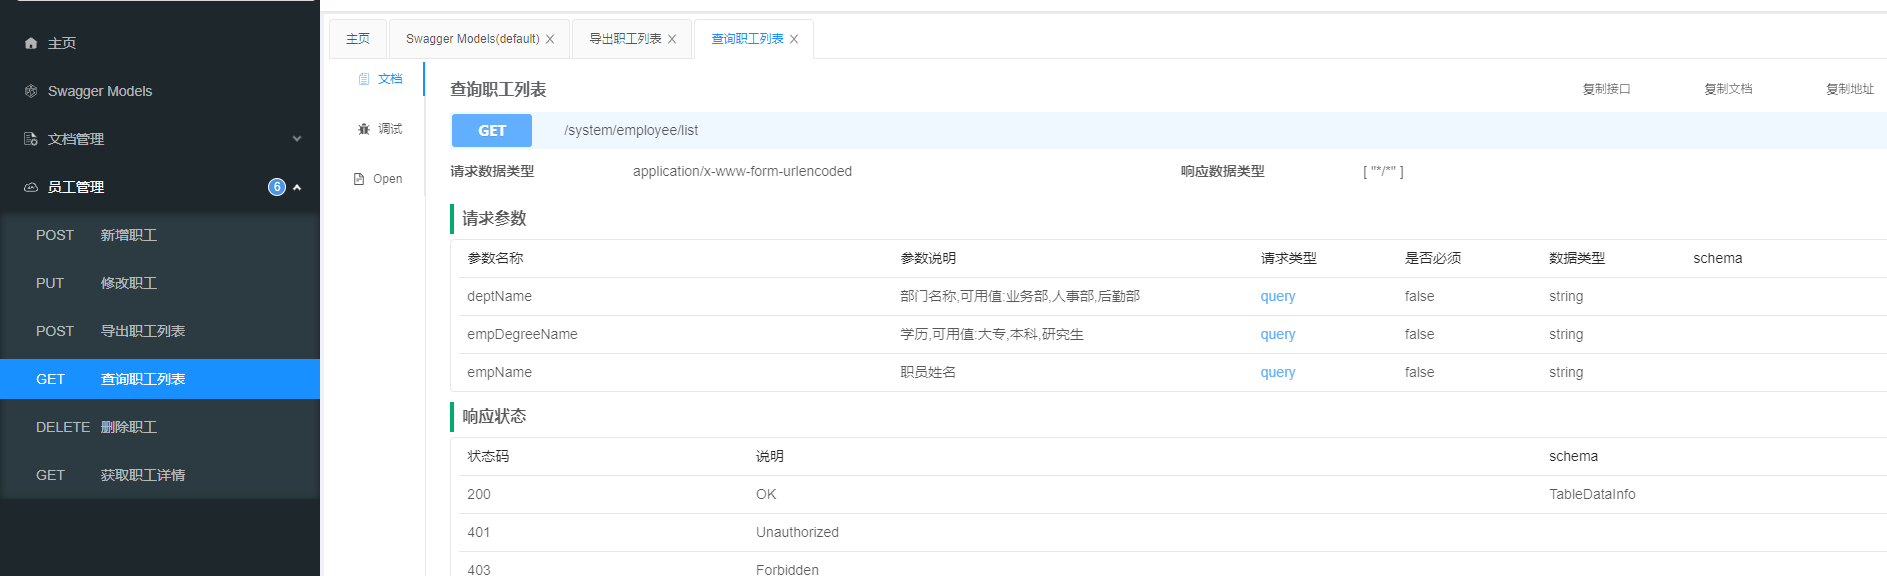 主页
Swagger Models
文档管理
员工管理 6
POST 新增职工
PUT 修改职工
POST 导出职工列表
GET 查询职工列表
DELETE 删除职工
GET 获取职工详情
主页 Swagger Models(default) 导出职工列表 查询职工列表
文档
调试
Open
查询职工列表 复制接口 复制文档 复制地址
GET /system/employee/list
请求数据类型 application/x-www-form-urlencoded 响应数据类型 [ "*/*" ]
请求参数
参数名称 参数说明 请求类型 是否必须 数据类型 schema
deptName 部门名称,可用值:业务部,人事部,后勤部 query false string
empDegreeName 学历,可用值:大专,本科,研究生 query false string
empName 职员姓名 query false string
响应状态
状态码 说明 schema
200 OK TableDataInfo
401 Unauthorized
403 Forbidden